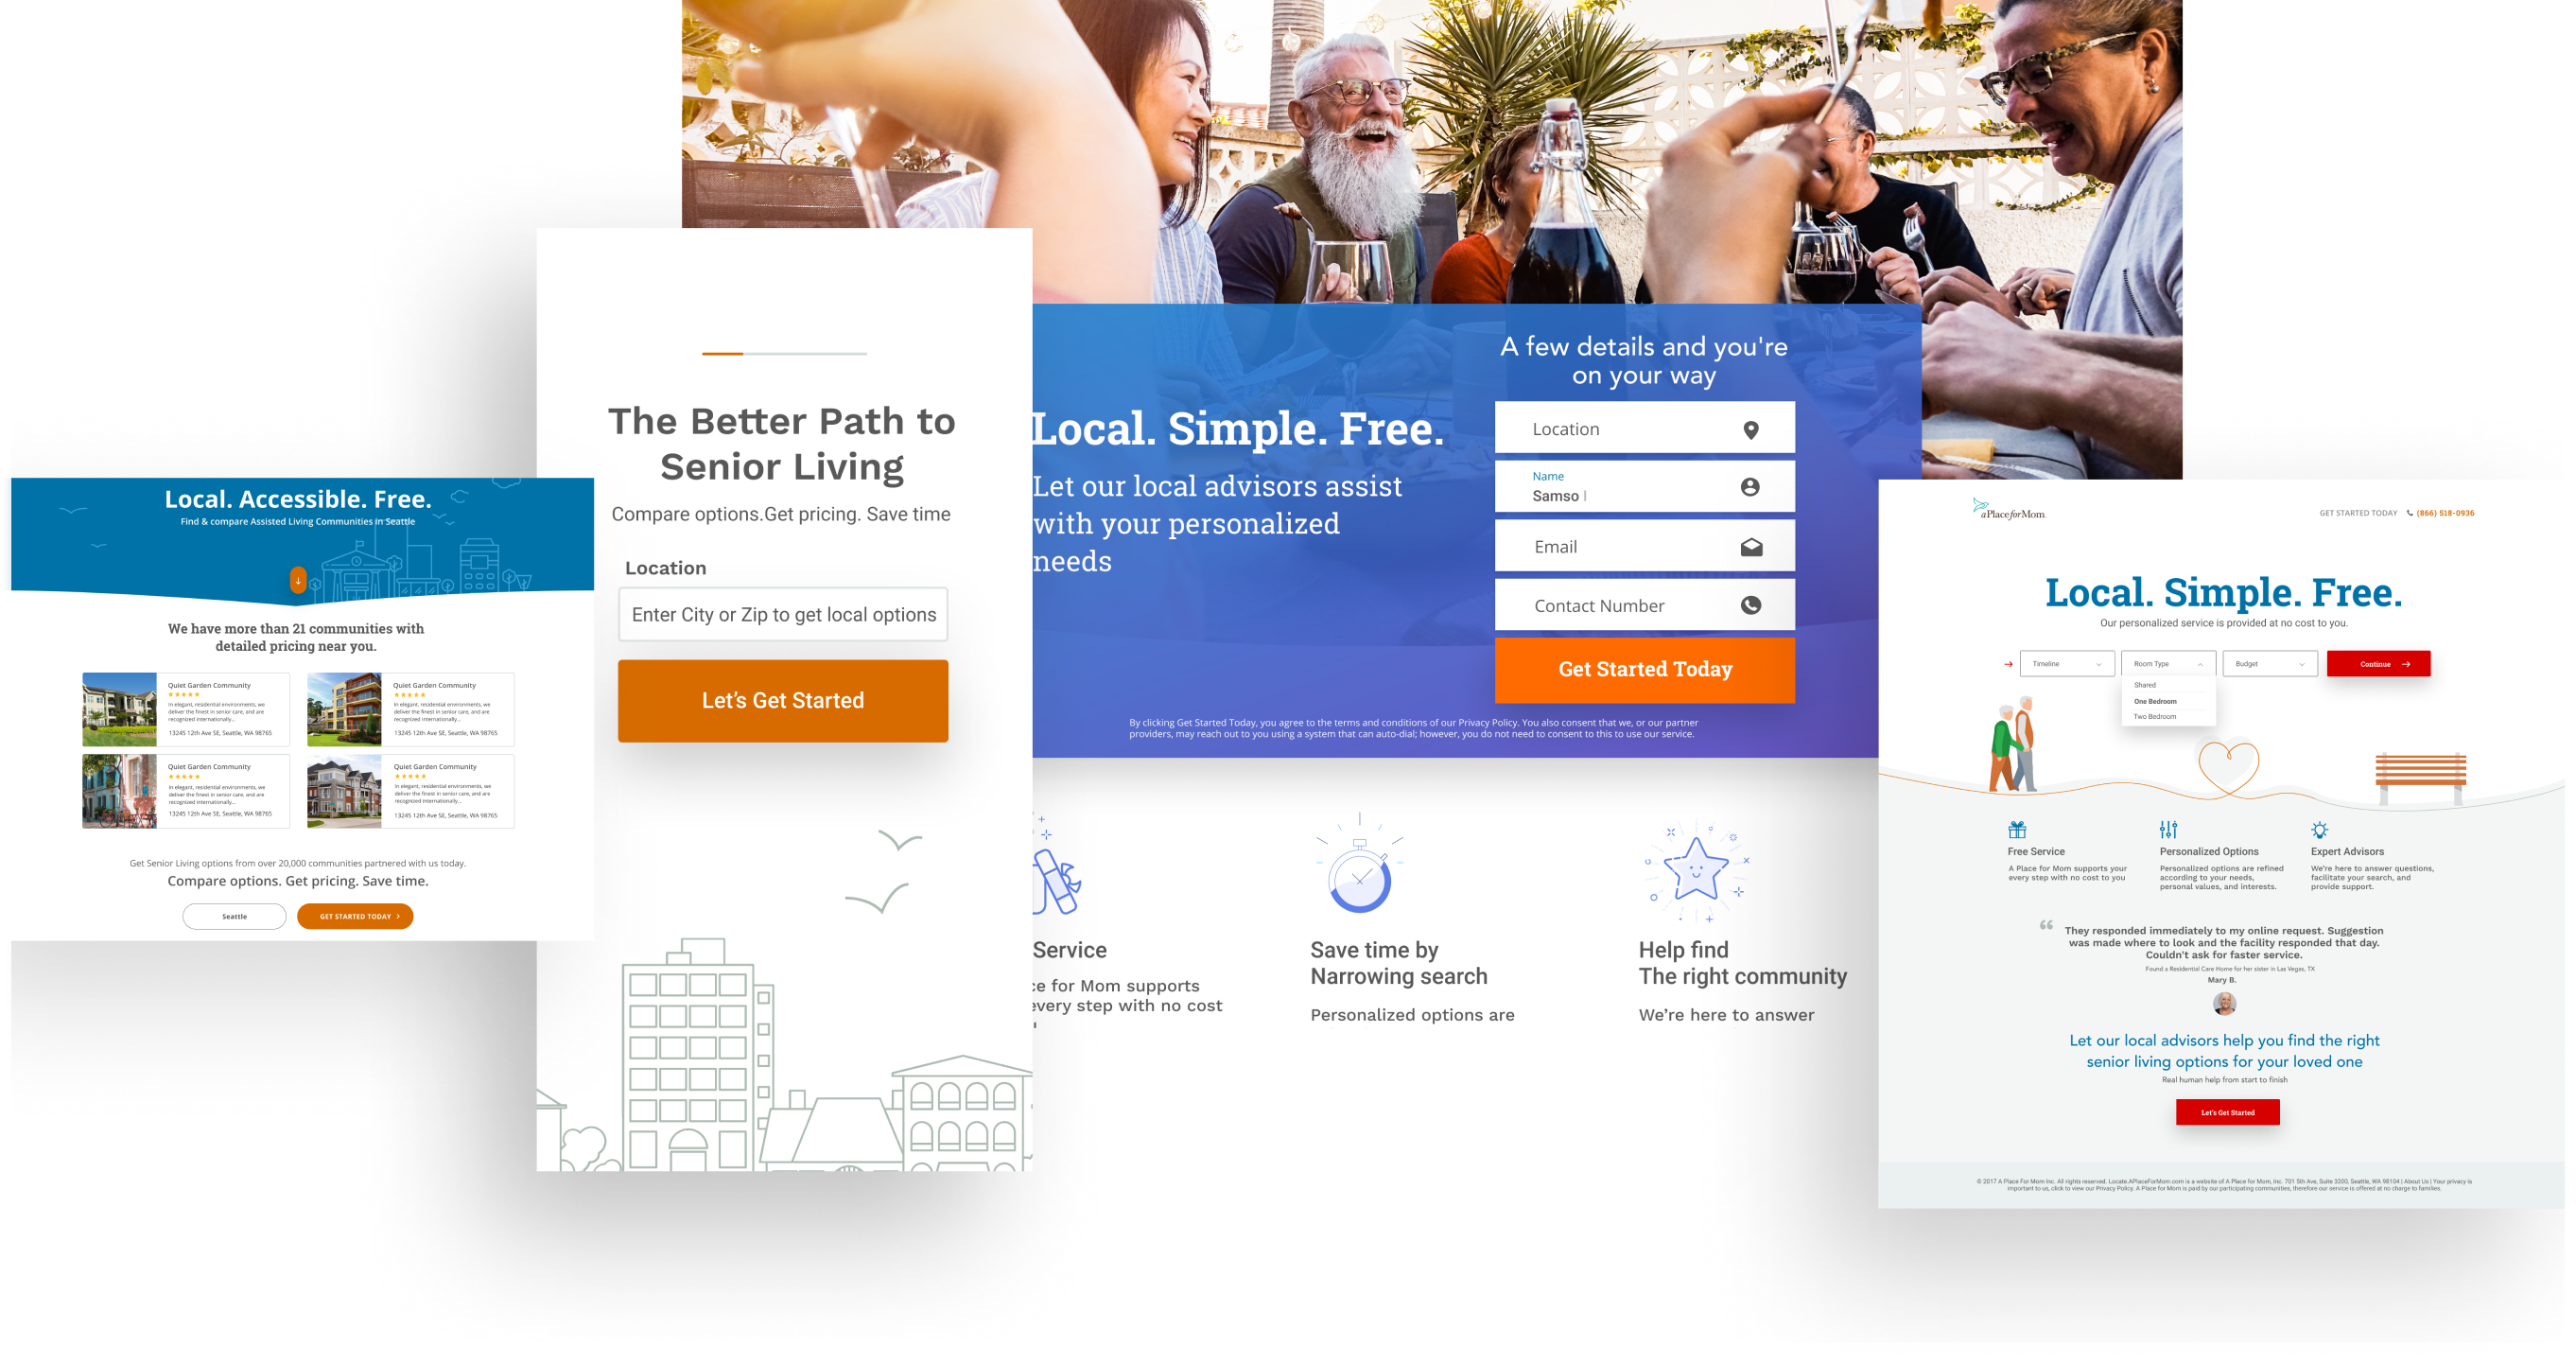 Local. Accessible. Free.
Find & compare Assisted Living Communities in Seattle
We have more than 21 communities with
detailed pricing near you.
Quiet Garden Community
In elegant, residential environments, we
deliver the finest in senior care, and are
recognized internationally...
13245 12th Ave SE, Seattle, WA 98765
Quiet Garden Community
In elegant, residential environments, we
deliver the finest in senior care, and are
recognized internationally...
13245 12th Ave SE, Seattle, WA 98765
Quiet Garden Community
In elegant, residential environments, we
deliver the finest in senior care, and are
recognized internationally...
13245 12th Ave SE, Seattle, WA 98765
Quiet Garden Community
In elegant, residential environments, we
deliver the finest in senior care, and are
recognized internationally...
13245 12th Ave SE, Seattle, WA 98765
Get Senior Living options from over 20,000 communities partnered with us today.
Compare options. Get pricing. Save time.
Seattle
GET STARTED TODAY
The Better Path to
Senior Living
Compare options.Get pricing. Save time
Location
Enter City or Zip to get local options
Let's Get Started
Local. Simple. Free.
Let our local advisors assist
with your personalized
needs
A few details and you're
on your way
Location
Name
Samso
Email
Contact Number
Get Started Today
By clicking Get Started Today, you agree to the terms and conditions of our Privacy Policy. You also consent that we, or our partner
providers, may reach out to you using a system that can auto-dial; however, you do not need to consent to this to use our service.
Service
for Mom supports
every step with no cost
Save time by
Narrowing search
Personalized options are
Help find
The right community
We're here to answer
aPlaceforMom
GET STARTED TODAY (866) 518-0936
Local. Simple. Free.
Our personalized service is provided at no cost to you.
Timeline
Room Type
Budget
Continue
Shared
One Bedroom
Two Bedroom
Free Service
A Place for Mom supports your
every step with no cost to you
Personalized Options
Personalized options are refined
according to your needs,
personal values, and interests.
Expert Advisors
We're here to answer questions,
facilitate your search, and
provide support.
“ They responded immediately to my online request. Suggestion
was made where to look and the facility responded that day.
Couldn't ask for faster service.
Found a Residential Care Home for her sister in Las Vegas, TX
Mary B.
Let our local advisors help you find the right
senior living options for your loved one
Real human help from start to finish
Let's Get Started
© 2017 A Place For Mom Inc. All rights reserved. Locate.APlaceForMom.com is a website of A Place for Mom, Inc. 701 5th Ave, Suite 3200, Seattle, WA 98104 | About Us | Your privacy is
important to us, click to view our Privacy Policy. A Place for Mom is paid by our participating communities, therefore our service is offered at no charge to families.